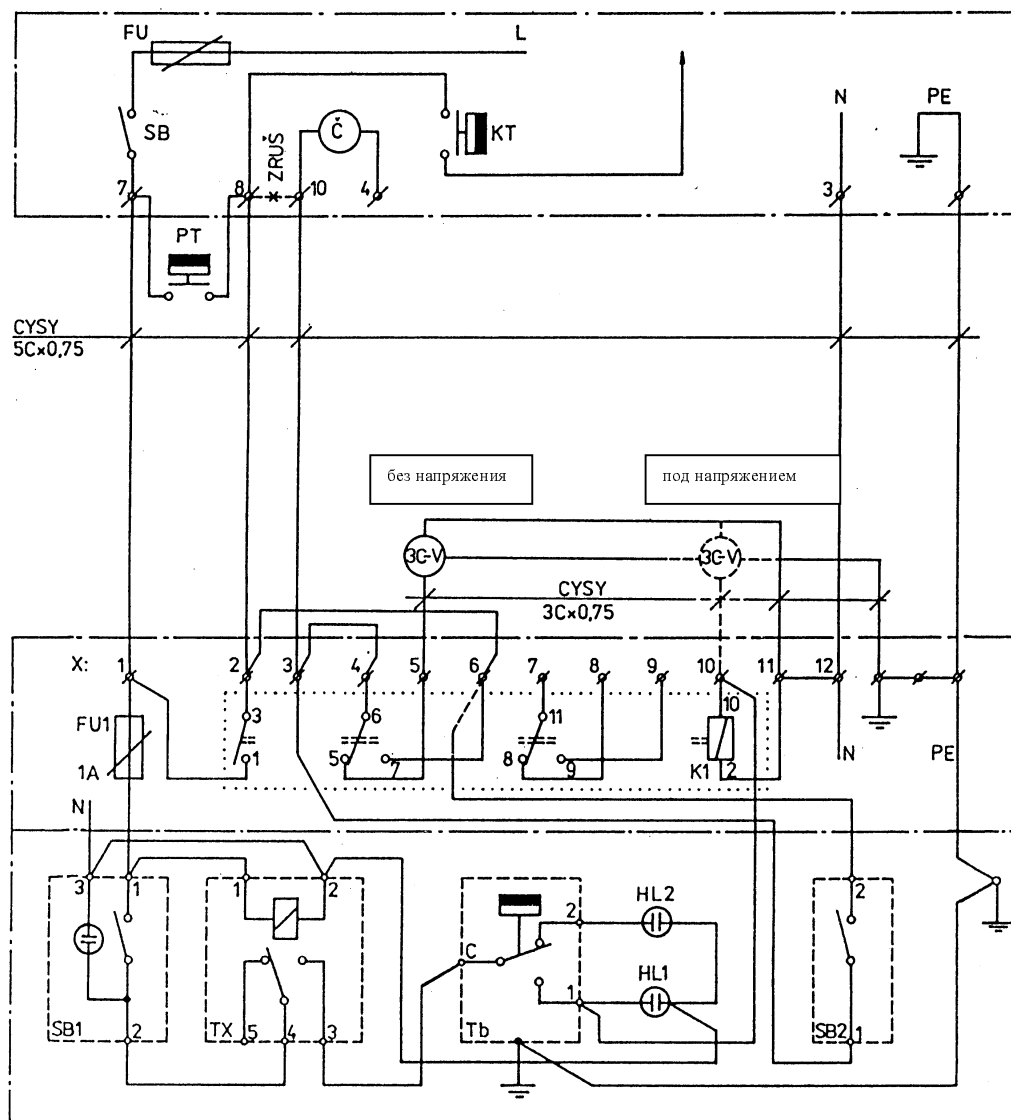 FU L
N PE
SB ZRUŠ Č KT
7 8 10 4 3
PT
CYSY
5C×0,75
без напряжения под напряжением
3C-V 3C-V
CYSY
3C×0,75
X: 1 2 3 4 5 6 7 8 9 10 11 12
3 6 11 10
FU1
1A 1 5 7 8 9 K1 2 N PE
N
3 1 1 2 2
2 HL2
C
1 HL1
SB1 2 TX 5 4 3 Tb SB2 1